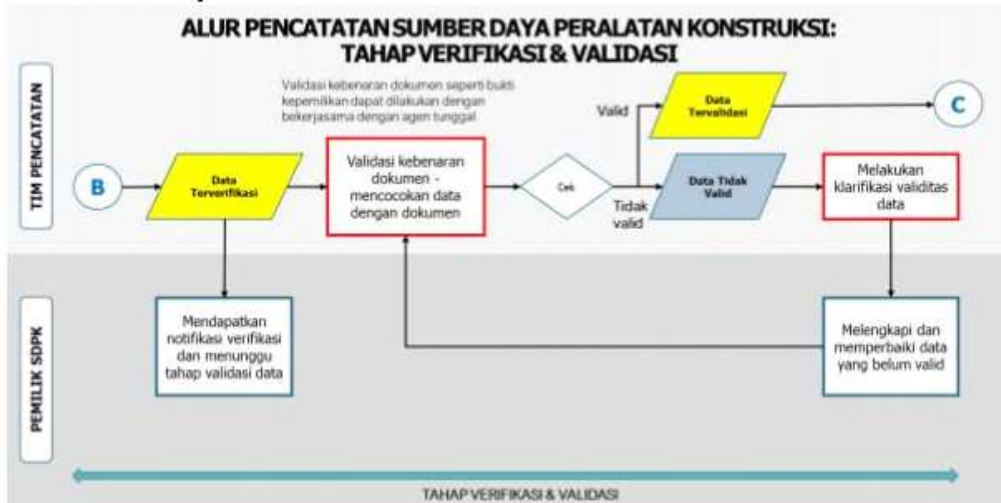 ALUR PENCATATAN SUMBER DAYA PERALATAN KONSTRUKSI:
TAHAP VERIFIKASI & VALIDASI
TIM PENCATATAN
Validasi kebenaran dokumen seperti bukti
kepemilikan dapat dilakukan dengan
bekerjasama dengan agen tunggal
B
Data
Terverifikasi
Validasi kebenaran
dokumen -
mencocokan data
dengan dokumen
Cek
Valid
Data
Tervalidasi
C
Tidak
valid
Data Tidak
Valid
Melakukan
klarifikasi validitas
data
PEMILIK SDPK
Mendapatkan
notifikasi verifikasi
dan menunggu
tahap validasi data
Melengkapi dan
memperbaiki data
yang belum valid
TAHAP VERIFIKASI & VALIDASI